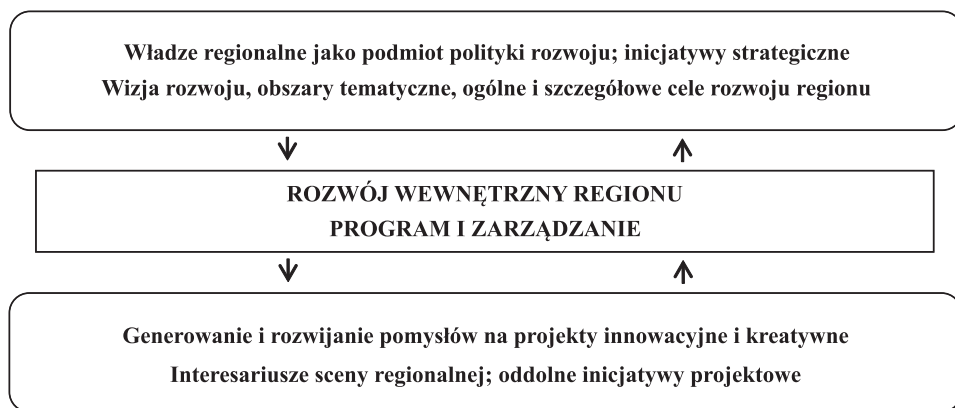 Władze regionalne jako podmiot polityki rozwoju; inicjatywy strategiczne
Wizja rozwoju, obszary tematyczne, ogólne i szczegółowe cele rozwoju regionu
ROZWÓJ WEWNĘTRZNY REGIONU
PROGRAM I ZARZĄDZANIE
Generowanie i rozwijanie pomysłów na projekty innowacyjne i kreatywne
Interesariusze sceny regionalnej; oddolne inicjatywy projektowe